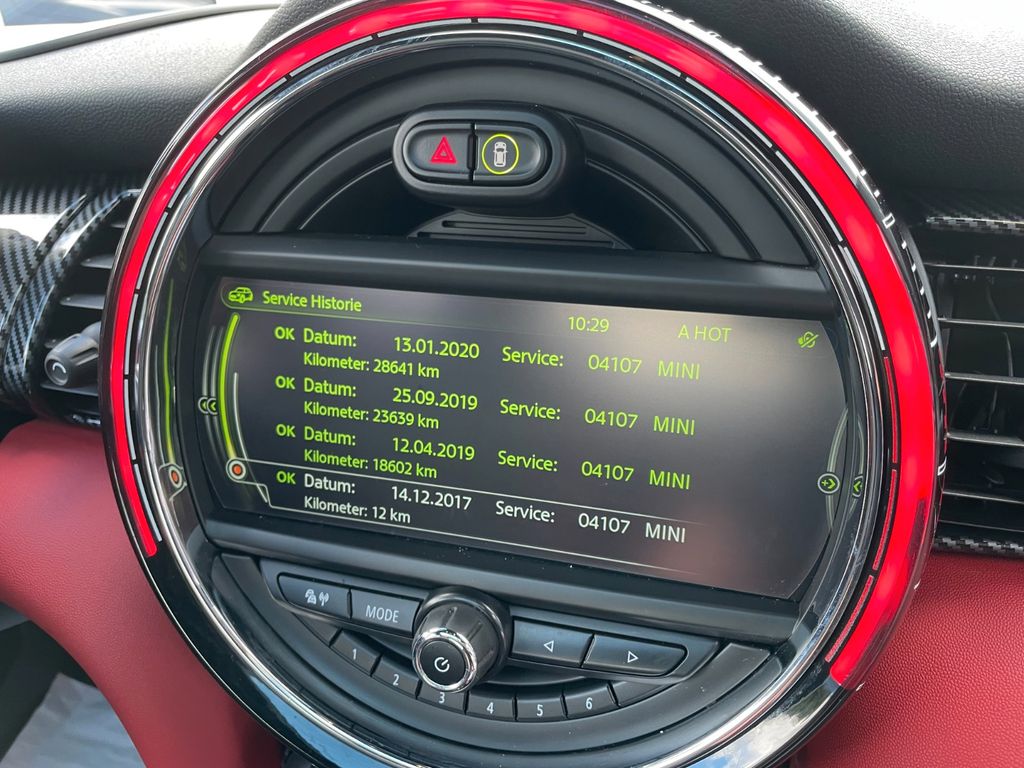 Service Historie
10:29 A HOT
OK Datum: 13.01.2020 Service: 04107 MINI
Kilometer: 28641 km
OK Datum: 25.09.2019 Service: 04107 MINI
Kilometer: 23639 km
OK Datum: 12.04.2019 Service: 04107 MINI
Kilometer: 18602 km
OK Datum: 14.12.2017 Service: 04107 MINI
Kilometer: 12 km
MODE
1 2 3 4 5 6